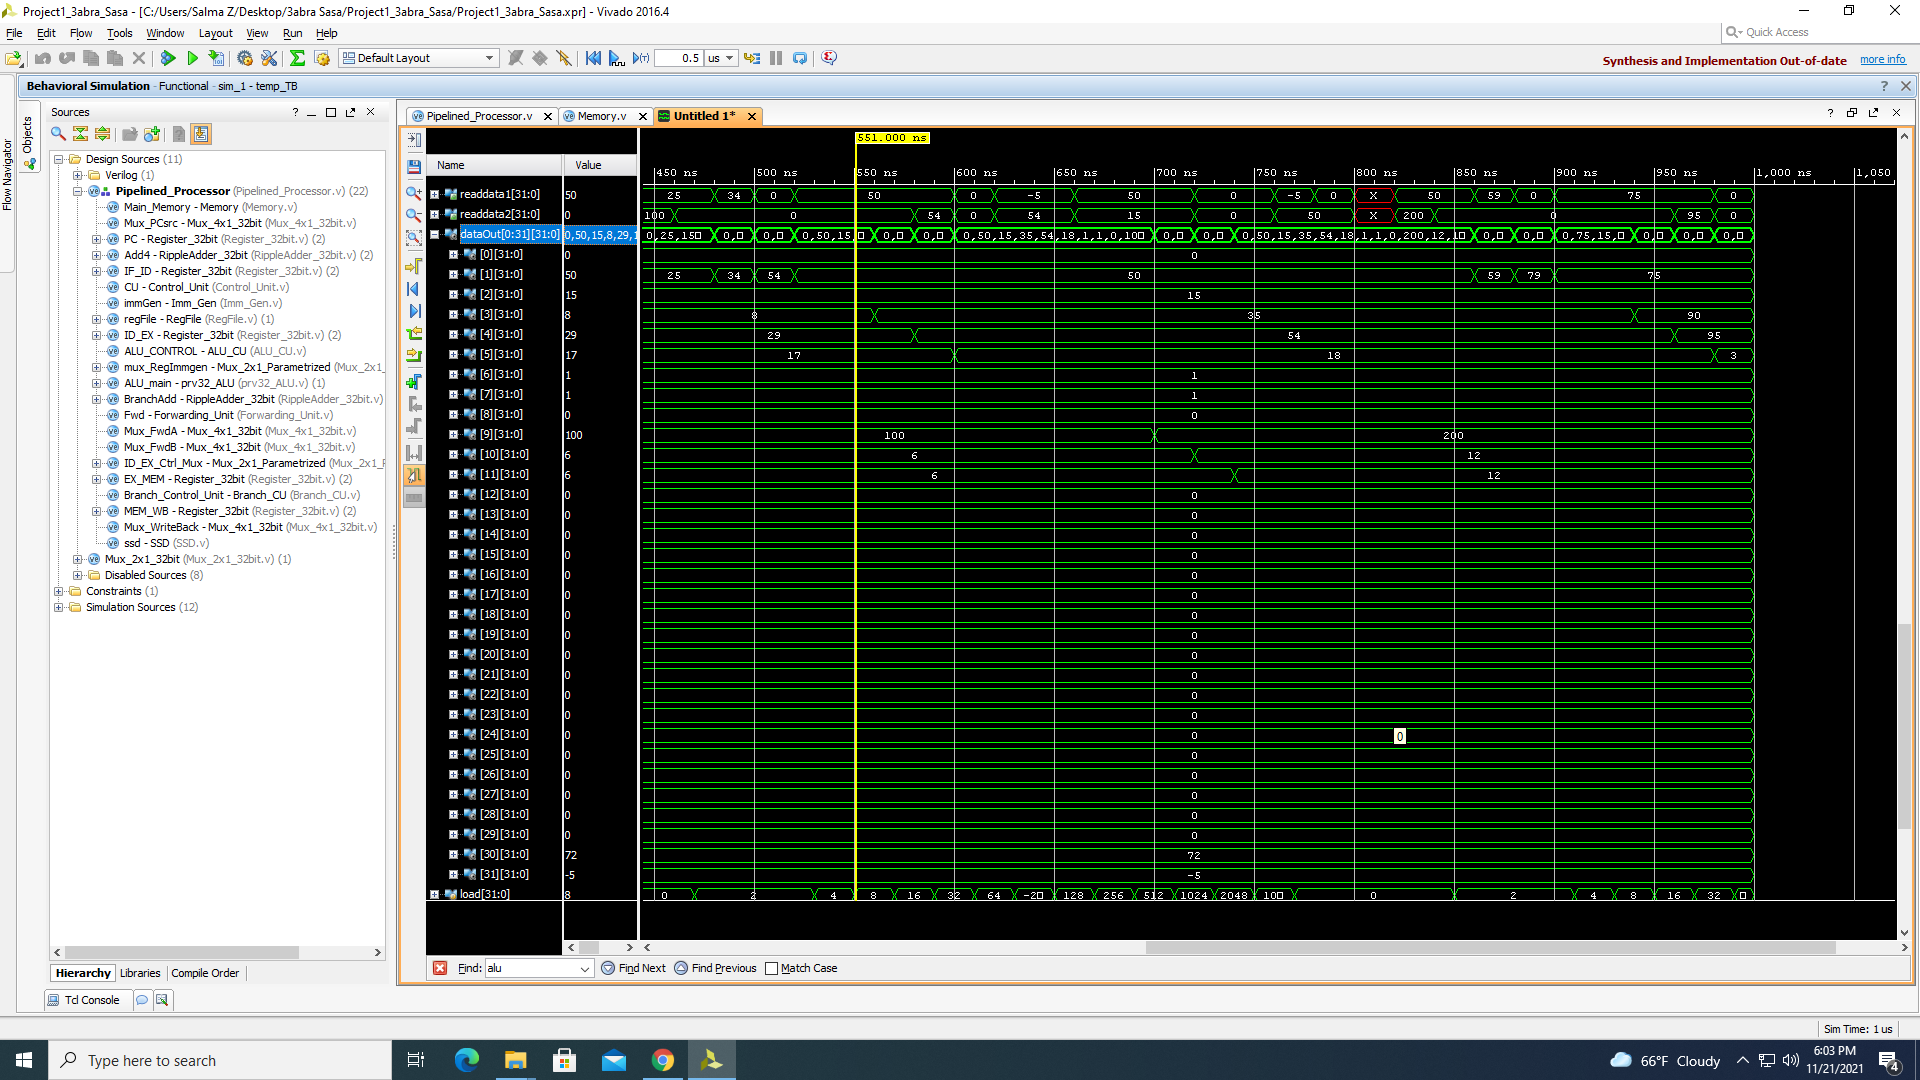 Project1_3abra_Sasa - [C:/Users/Salma Z/Desktop/3abra Sasa/Project1_3abra_Sasa/Project1_3abra_Sasa.xpr] - Vivado 2016.4
File Edit Flow Tools Window Layout View Run Help
Quick Access
Default Layout 0.5 us
Synthesis and Implementation Out-of-date more info
Behavioral Simulation - Functional - sim_1 - temp_TB
Flow Navigator
Objects
Sources
Design Sources (11)
Verilog (1)
Pipelined_Processor (Pipelined_Processor.v) (22)
Main_Memory - Memory (Memory.v)
Mux_PCsrc - Mux_4x1_32bit (Mux_4x1_32bit.v)
PC - Register_32bit (Register_32bit.v) (2)
Add4 - RippleAdder_32bit (RippleAdder_32bit.v) (2)
IF_ID - Register_32bit (Register_32bit.v) (2)
CU - Control_Unit (Control_Unit.v)
immGen - Imm_Gen (Imm_Gen.v)
regFile - RegFile (RegFile.v) (1)
ID_EX - Register_32bit (Register_32bit.v) (2)
ALU_CONTROL - ALU_CU (ALU_CU.v)
mux_RegImmgen - Mux_2x1_Parametrized (Mux_2x1_
ALU_main - prv32_ALU (prv32_ALU.v) (1)
BranchAdd - RippleAdder_32bit (RippleAdder_32bit.v)
Fwd - Forwarding_Unit (Forwarding_Unit.v)
Mux_FwdA - Mux_4x1_32bit (Mux_4x1_32bit.v)
Mux_FwdB - Mux_4x1_32bit (Mux_4x1_32bit.v)
ID_EX_Ctrl_Mux - Mux_2x1_Parametrized (Mux_2x1_F
EX_MEM - Register_32bit (Register_32bit.v) (2)
Branch_Control_Unit - Branch_CU (Branch_CU.v)
MEM_WB - Register_32bit (Register_32bit.v) (2)
Mux_WriteBack - Mux_4x1_32bit (Mux_4x1_32bit.v)
ssd - SSD (SSD.v)
Mux_2x1_32bit (Mux_2x1_32bit.v) (1)
Disabled Sources (8)
Constraints (1)
Simulation Sources (12)
Hierarchy Libraries Compile Order
Tcl Console
Pipelined_Processor.v Memory.v Untitled 1*
551.000 ns
Name Value
450 ns 500 ns 550 ns 600 ns 650 ns 700 ns 750 ns 800 ns 850 ns 900 ns 950 ns 1,000 ns 1,050
readdata1[31:0] 50 25 34 0 50 0 -5 50 0 -5 0 X 50 59 0 75 0
readdata2[31:0] 0 100 0 54 0 54 15 0 50 X 200 0 95 0
dataOut[0:31][31:0] 0,50,15,8,29,1 0,25,15 0, 0, 0,50,15 0, 0, 0,50,15,35,54,18,1,1,0,100 0, 0, 0,50,15,35,54,18,1,1,0,200,12,1 0, 0, 0,75,15, 0, 0, 0,
[0][31:0] 0 0
[1][31:0] 50 25 34 54 50 59 79 75
[2][31:0] 15 15
[3][31:0] 8 8 35 90
[4][31:0] 29 29 54 95
[5][31:0] 17 17 18 3
[6][31:0] 1 1
[7][31:0] 1 1
[8][31:0] 0 0
[9][31:0] 100 100 200
[10][31:0] 6 6 12
[11][31:0] 6 6 12
[12][31:0] 0 0
[13][31:0] 0 0
[14][31:0] 0 0
[15][31:0] 0 0
[16][31:0] 0 0
[17][31:0] 0 0
[18][31:0] 0 0
[19][31:0] 0 0
[20][31:0] 0 0
[21][31:0] 0 0
[22][31:0] 0 0
[23][31:0] 0 0
[24][31:0] 0 0 0
[25][31:0] 0 0
[26][31:0] 0 0
[27][31:0] 0 0
[28][31:0] 0 0
[29][31:0] 0 0
[30][31:0] 72 72
[31][31:0] -5 -5
load[31:0] 8 0 2 4 8 16 32 64 -2 128 256 512 1024 2048 10 0 2 4 8 16 32
Find: alu Find Next Find Previous Match Case
Sim Time: 1 us
Type here to search
66°F Cloudy
6:03 PM
11/21/2021
4